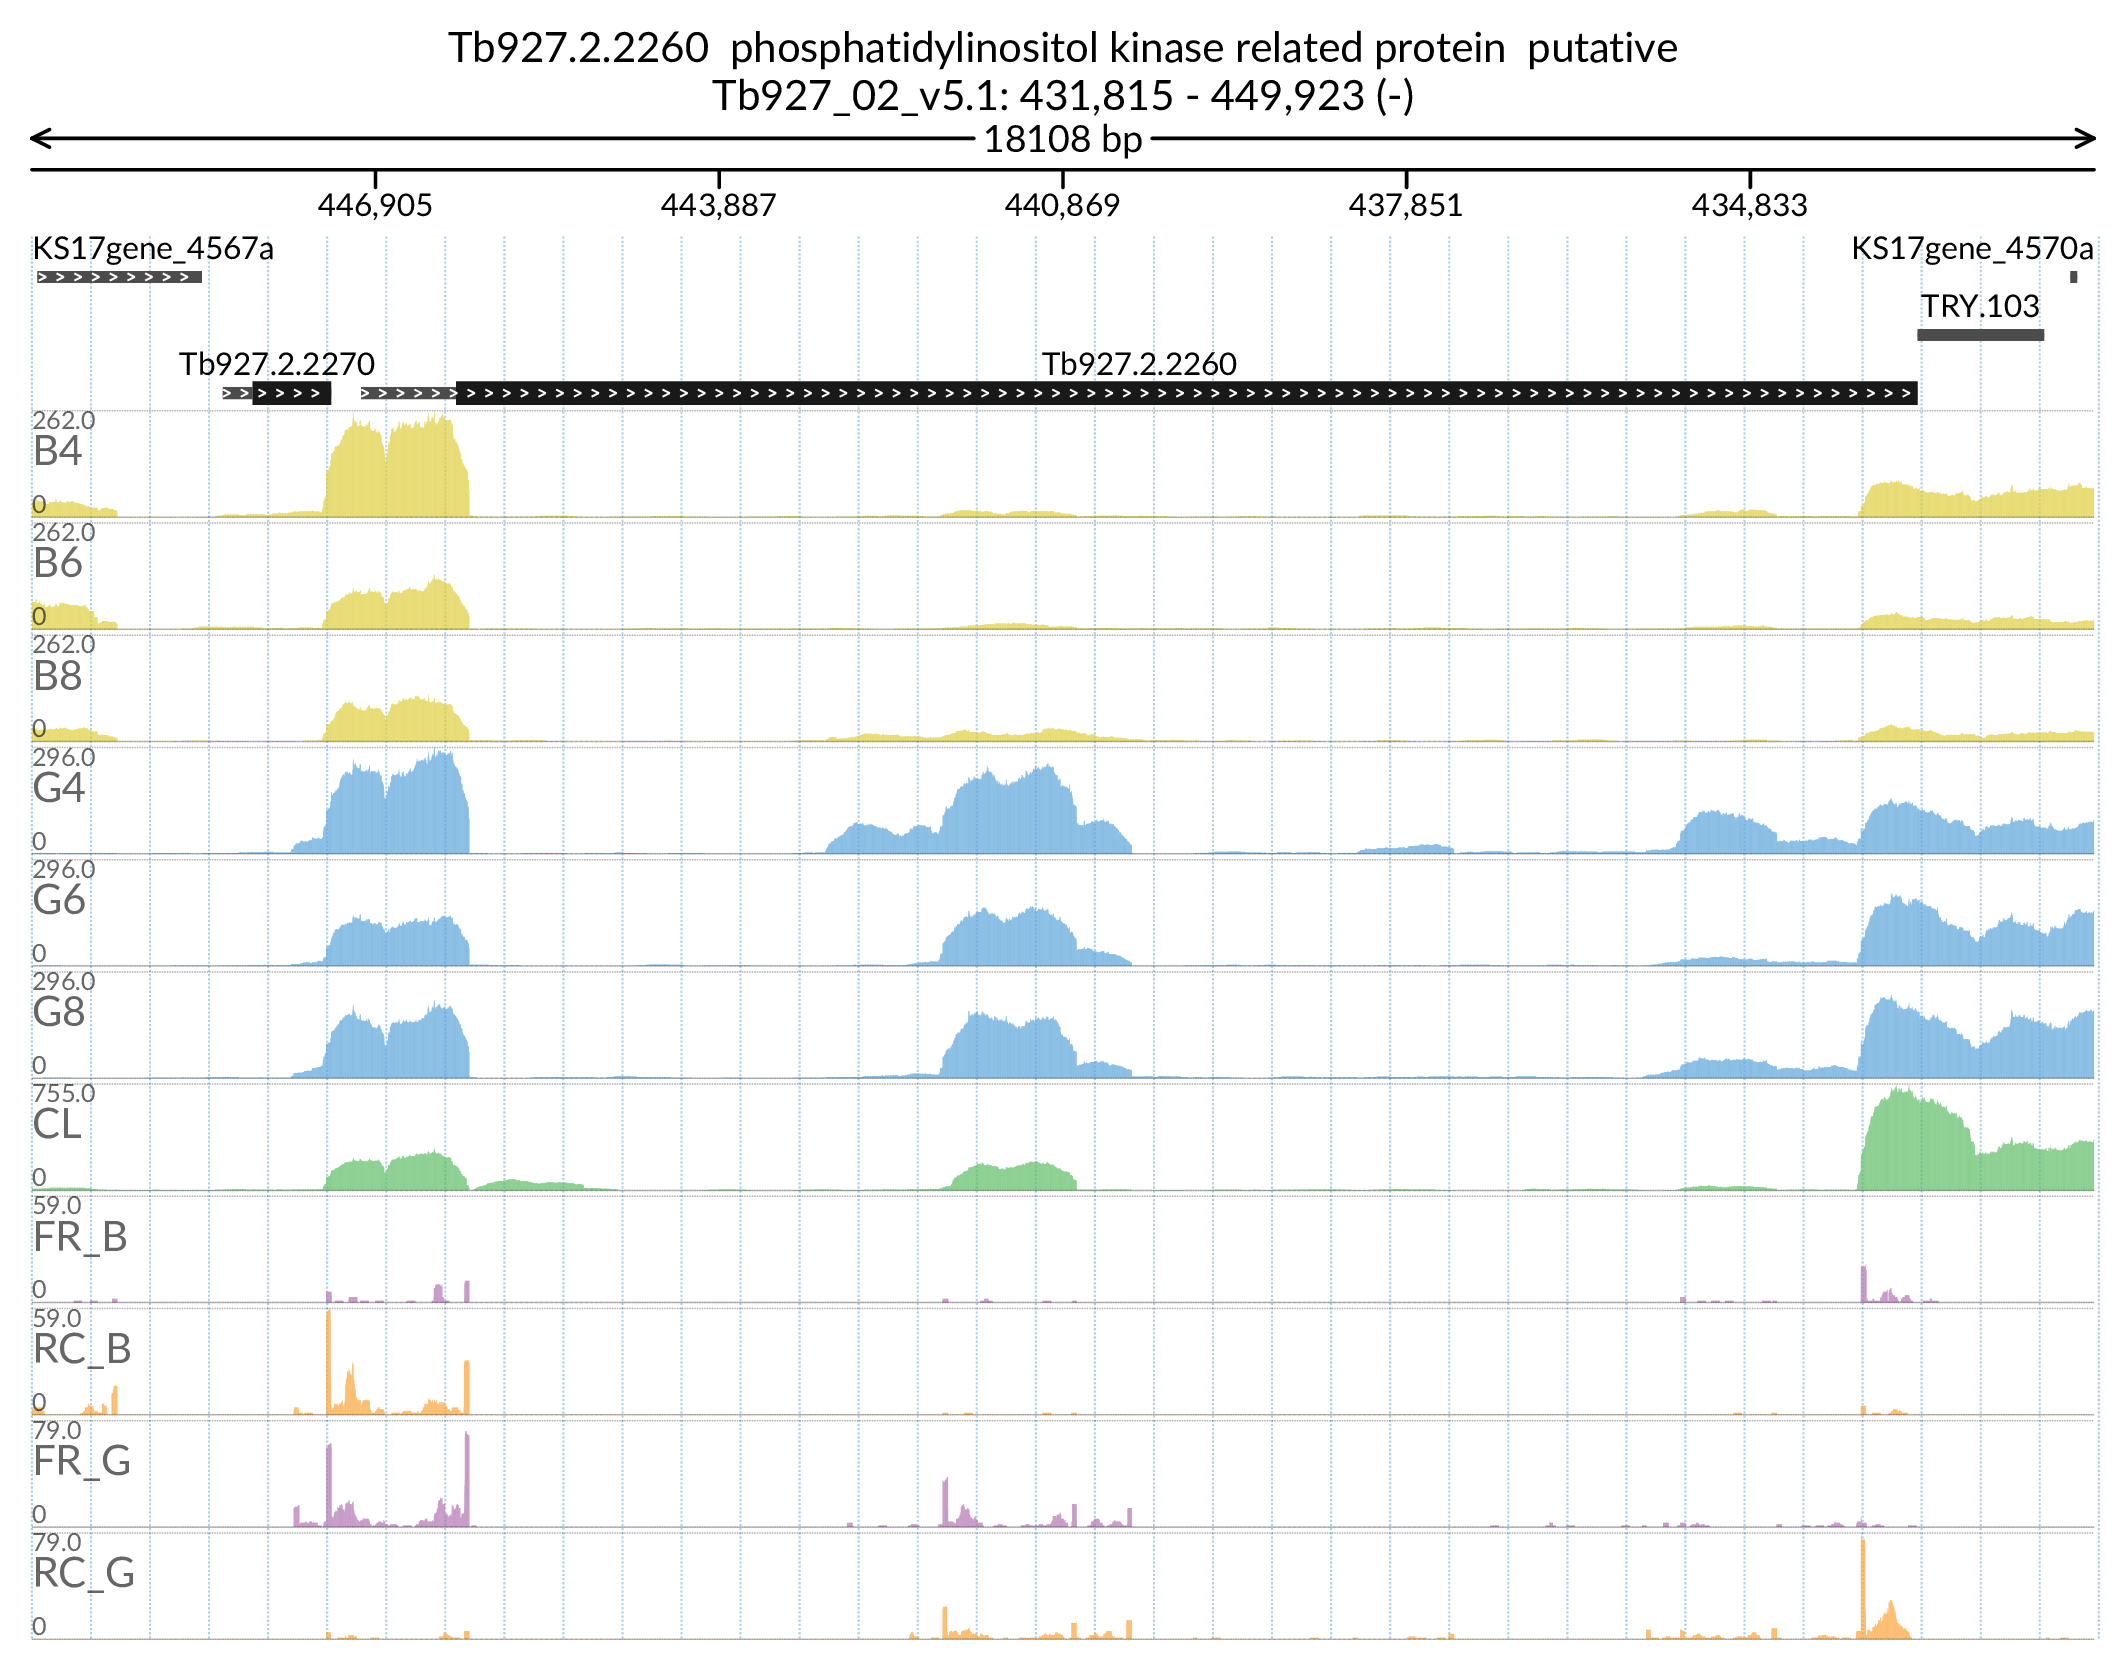 Tb927.2.2260  phosphatidylinositol kinase related protein  putative
Tb927_02_v5.1: 431,815 - 449,923 (-)
18108 bp
446,905 443,887 440,869 437,851 434,833
KS17gene_4567a KS17gene_4570a
TRY.103
Tb927.2.2270 Tb927.2.2260
262.0
B4
0
262.0
B6
0
262.0
B8
0
296.0
G4
0
296.0
G6
0
296.0
G8
0
755.0
CL
0
59.0
FR_B
0
59.0
RC_B
0
79.0
FR_G
0
79.0
RC_G
0